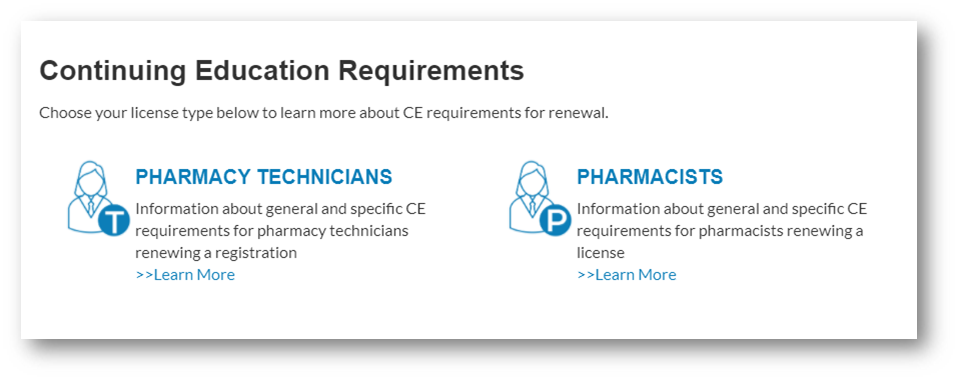 Continuing Education Requirements
Choose your license type below to learn more about CE requirements for renewal.
PHARMACY TECHNICIANS
T
Information about general and specific CE
requirements for pharmacy technicians
renewing a registration
>>Learn More
PHARMACISTS
P
Information about general and specific CE
requirements for pharmacists renewing a
license
>>Learn More